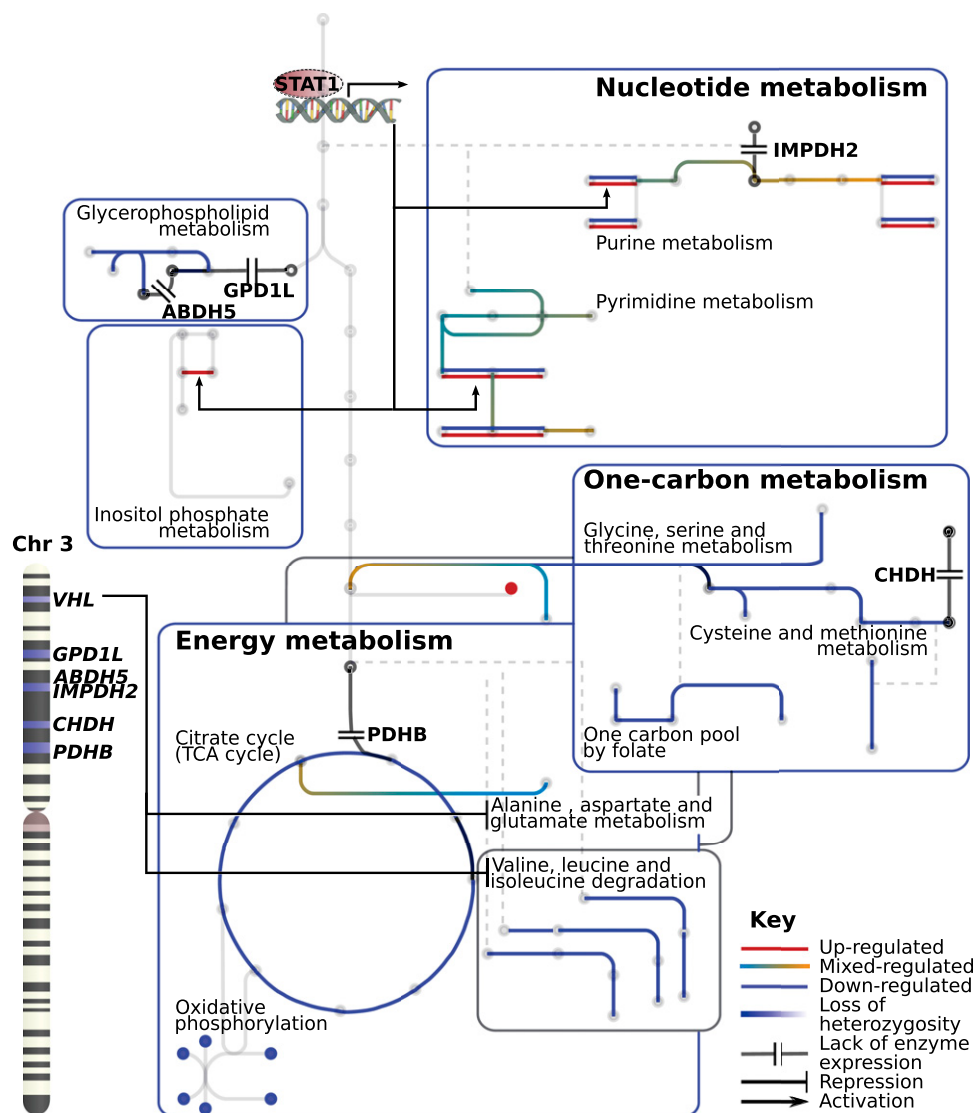 STAT1
Nucleotide metabolism
IMPDH2
Purine metabolism
Pyrimidine metabolism
Glycerophospholipid
metabolism
GPD1L
ABDH5
Inositol phosphate
metabolism
One-carbon metabolism
Glycine, serine and
threonine metabolism
CHDH
Cysteine and methionine
metabolism
One carbon pool
by folate
Chr 3
VHL
GPD1L
ABDH5
IMPDH2
CHDH
PDHB
Energy metabolism
PDHB
Citrate cycle
(TCA cycle)
Alanine , aspartate and
glutamate metabolism
Valine, leucine and
isoleucine degradation
Oxidative
phosphorylation
Key
Up-regulated
Mixed-regulated
Down-regulated
Loss of
heterozygosity
Lack of enzyme
expression
Repression
Activation